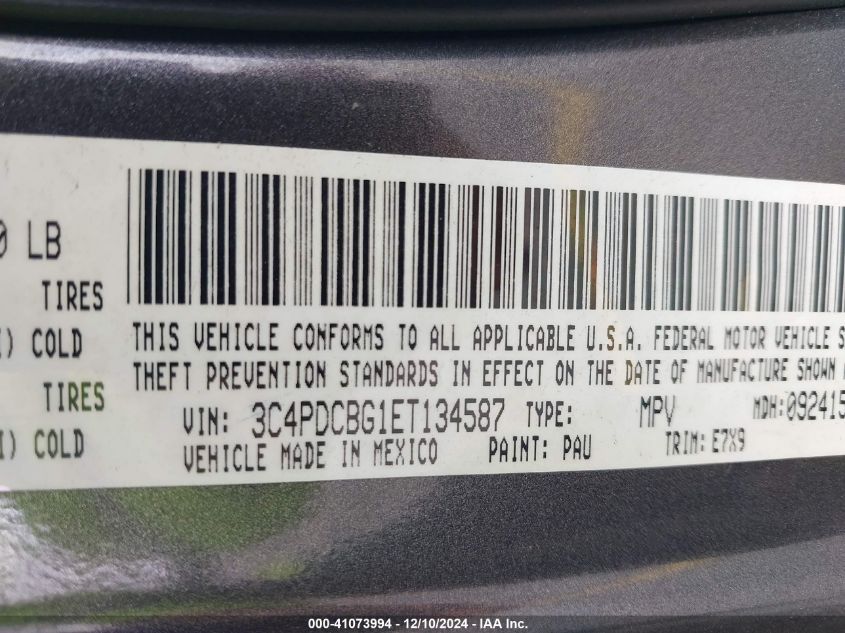 0 LB
TIRES
) COLD
TIRES
) COLD
THIS VEHICLE CONFORMS TO ALL APPLICABLE U.S.A. FEDERAL MOTOR VEHICLE S
THEFT PREVENTION STANDARDS IN EFFECT ON THE DATE OF MANUFACTURE SHOWN
VIN: 3C4PDCBG1ET134587 TYPE: MPV MDH:092415
VEHICLE MADE IN MEXICO PAINT: PAU TRIM: E7X9
000-41073994 - 12/10/2024 - IAA Inc.